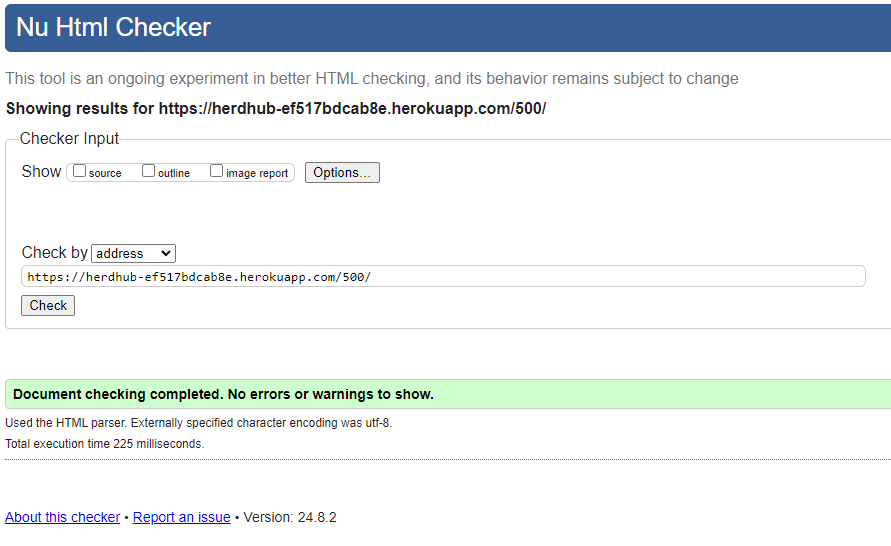 Nu Html Checker
This tool is an ongoing experiment in better HTML checking, and its behavior remains subject to change
Showing results for https://herdhub-ef517bdcab8e.herokuapp.com/500/
Checker Input
Show source outline image report Options...
Check by address
https://herdhub-ef517bdcab8e.herokuapp.com/500/
Check
Document checking completed. No errors or warnings to show.
Used the HTML parser. Externally specified character encoding was utf-8.
Total execution time 225 milliseconds.
About this checker • Report an issue • Version: 24.8.2